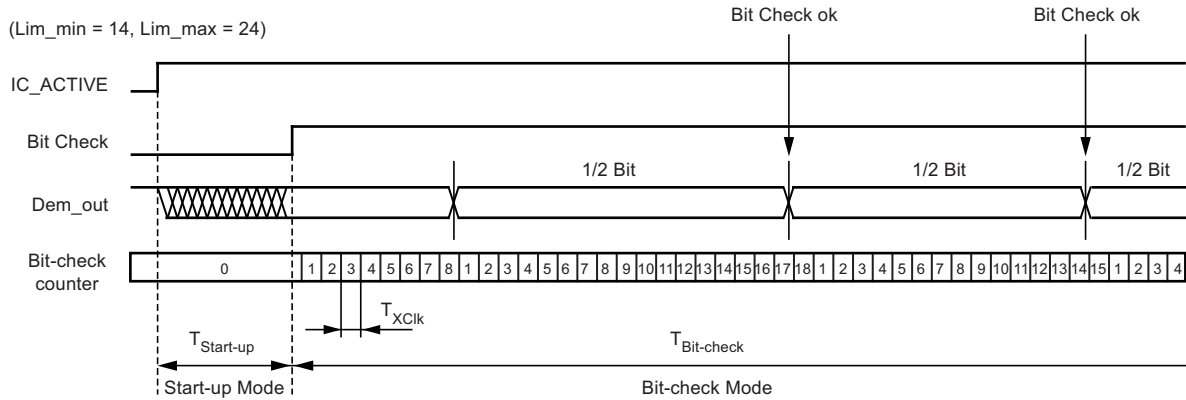 Bit Check ok Bit Check ok
(Lim_min = 14, Lim_max = 24)
IC_ACTIVE
Bit Check
1/2 Bit 1/2 Bit 1/2 Bit
Dem_out
Bit-check
counter
0 1 2 3 4 5 6 7 8 1 2 3 4 5 6 7 8 9 10 11 12 13 14 15 16 17 18 1 2 3 4 5 6 7 8 9 10 11 12 13 14 15 1 2 3 4
TXClk
TStart-up TBit-check
Start-up Mode Bit-check Mode